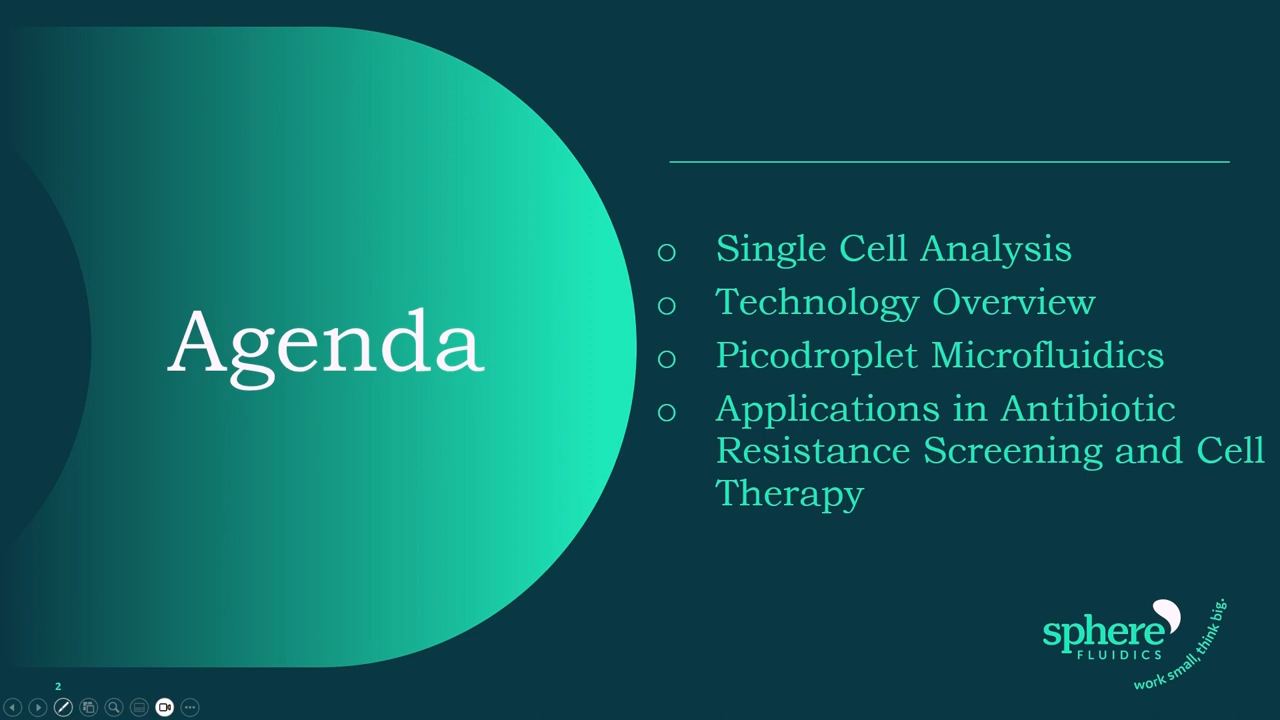 Agenda
Single Cell Analysis
Technology Overview
Picodroplet Microfluidics
Applications in Antibiotic
Resistance Screening and Cell
Therapy
sphere
FLUIDICS
work small, think big.
2